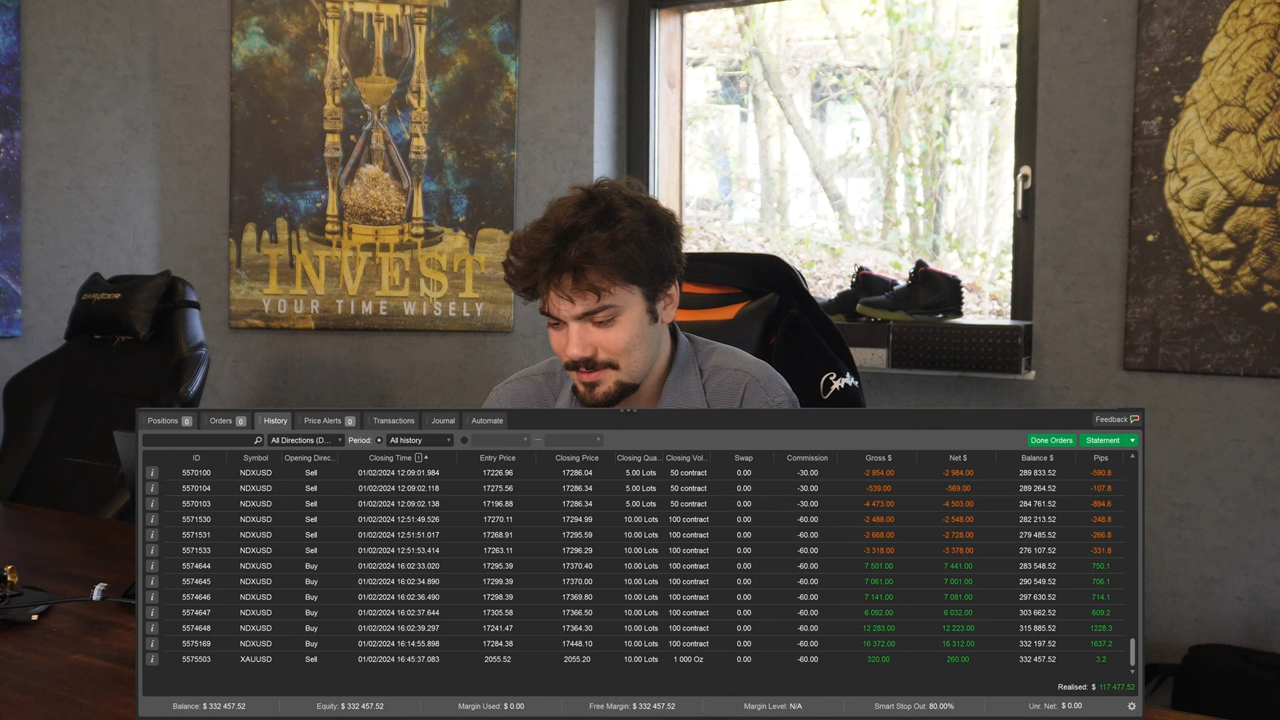 INVEST
YOUR TIME WISELY
Positions 0 Orders 0 History Price Alerts 0 Transactions Journal Automate Feedback
All Directions (D... Period: All history Done Orders Statement
ID Symbol Opening Direc... Closing Time 1 Entry Price Closing Price Closing Qua... Closing Vol... Swap Commission Gross $ Net $ Balance $ Pips
i 5570100 NDXUSD Sell 01/02/2024 12:09:01.984 17226.96 17286.04 5.00 Lots 50 contract 0.00 -30.00 -2 954.00 -2 984.00 289 833.52 -590.8
i 5570104 NDXUSD Sell 01/02/2024 12:09:02.118 17275.56 17286.34 5.00 Lots 50 contract 0.00 -30.00 -539.00 -569.00 289 264.52 -107.8
i 5570103 NDXUSD Sell 01/02/2024 12:09:02.138 17196.88 17286.34 5.00 Lots 50 contract 0.00 -30.00 -4 473.00 -4 503.00 284 761.52 -894.6
i 5571530 NDXUSD Sell 01/02/2024 12:51:49.526 17270.11 17294.99 10.00 Lots 100 contract 0.00 -60.00 -2 488.00 -2 548.00 282 213.52 -248.8
i 5571531 NDXUSD Sell 01/02/2024 12:51:51.017 17268.91 17295.59 10.00 Lots 100 contract 0.00 -60.00 -2 668.00 -2 728.00 279 485.52 -266.8
i 5571533 NDXUSD Sell 01/02/2024 12:51:53.414 17263.11 17296.29 10.00 Lots 100 contract 0.00 -60.00 -3 318.00 -3 378.00 276 107.52 -331.8
i 5574644 NDXUSD Buy 01/02/2024 16:02:33.020 17295.39 17370.40 10.00 Lots 100 contract 0.00 -60.00 7 501.00 7 441.00 283 548.52 750.1
i 5574645 NDXUSD Buy 01/02/2024 16:02:34.890 17299.39 17370.00 10.00 Lots 100 contract 0.00 -60.00 7 061.00 7 001.00 290 549.52 706.1
i 5574646 NDXUSD Buy 01/02/2024 16:02:36.490 17298.39 17369.80 10.00 Lots 100 contract 0.00 -60.00 7 141.00 7 081.00 297 630.52 714.1
i 5574647 NDXUSD Buy 01/02/2024 16:02:37.644 17305.58 17366.50 10.00 Lots 100 contract 0.00 -60.00 6 092.00 6 032.00 303 662.52 609.2
i 5574648 NDXUSD Buy 01/02/2024 16:02:39.297 17241.47 17364.30 10.00 Lots 100 contract 0.00 -60.00 12 283.00 12 223.00 315 885.52 1228.3
i 5575169 NDXUSD Buy 01/02/2024 16:14:55.898 17284.38 17448.10 10.00 Lots 100 contract 0.00 -60.00 16 372.00 16 312.00 332 197.52 1637.2
i 5575503 XAUUSD Sell 01/02/2024 16:45:37.083 2055.52 2055.20 10.00 Lots 1 000 Oz 0.00 -60.00 320.00 260.00 332 457.52 3.2
Realised: $ 117 477.52
Balance: $ 332 457.52 Equity: $ 332 457.52 Margin Used: $ 0.00 Free Margin: $ 332 457.52 Margin Level: N/A Smart Stop Out: 80.00% Unr. Net: $ 0.00